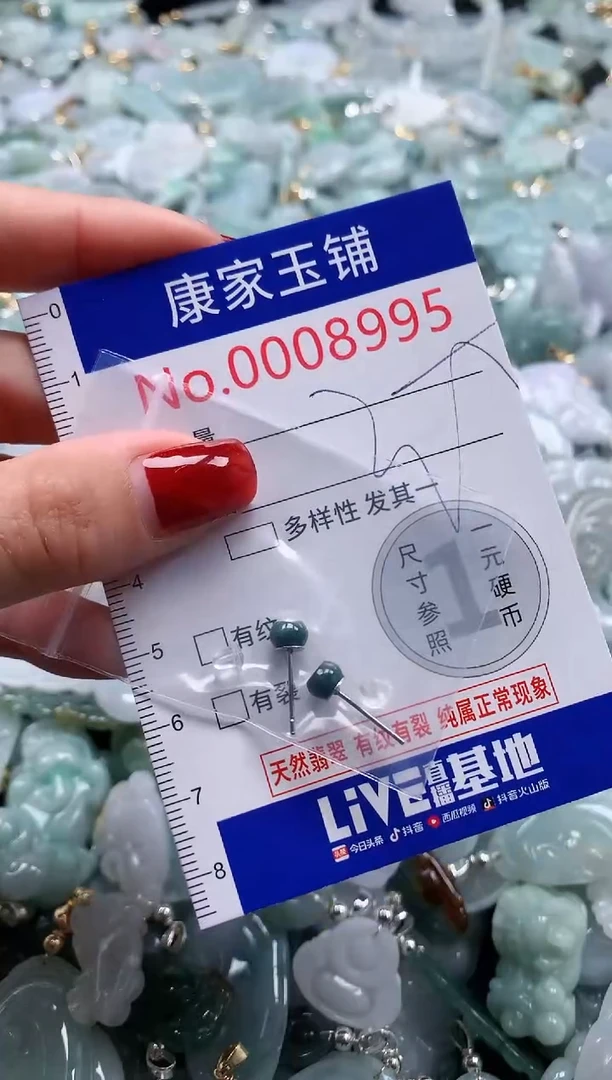 康家玉铺
No.0008995
0
1
量
多样性 发其一
4
尺寸参照
1
一元硬币
5
有纹
有裂
6
天然翡翠 有纹有裂 纯属正常现象
7
LiVE直播基地
今日头条 抖音 西瓜视频 抖音火山版
8